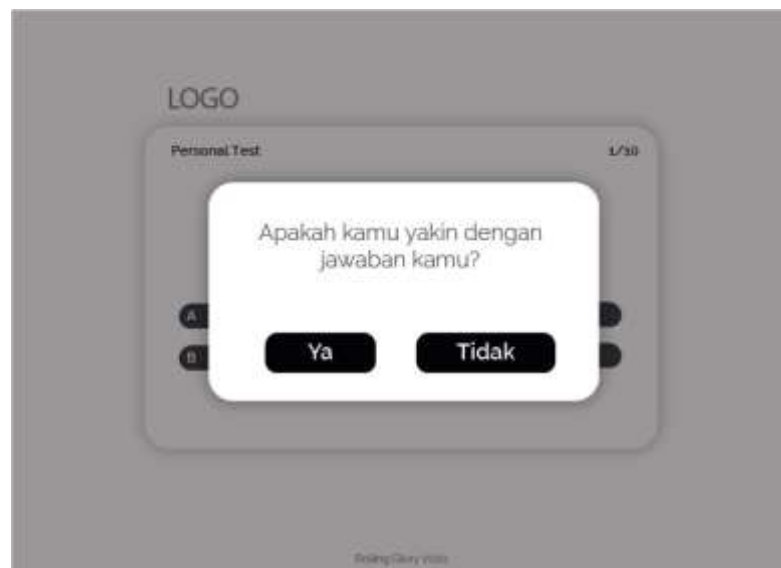 LOGO
Personal Test
1/10
Apakah kamu yakin dengan
jawaban kamu?
A
B
Ya
Tidak